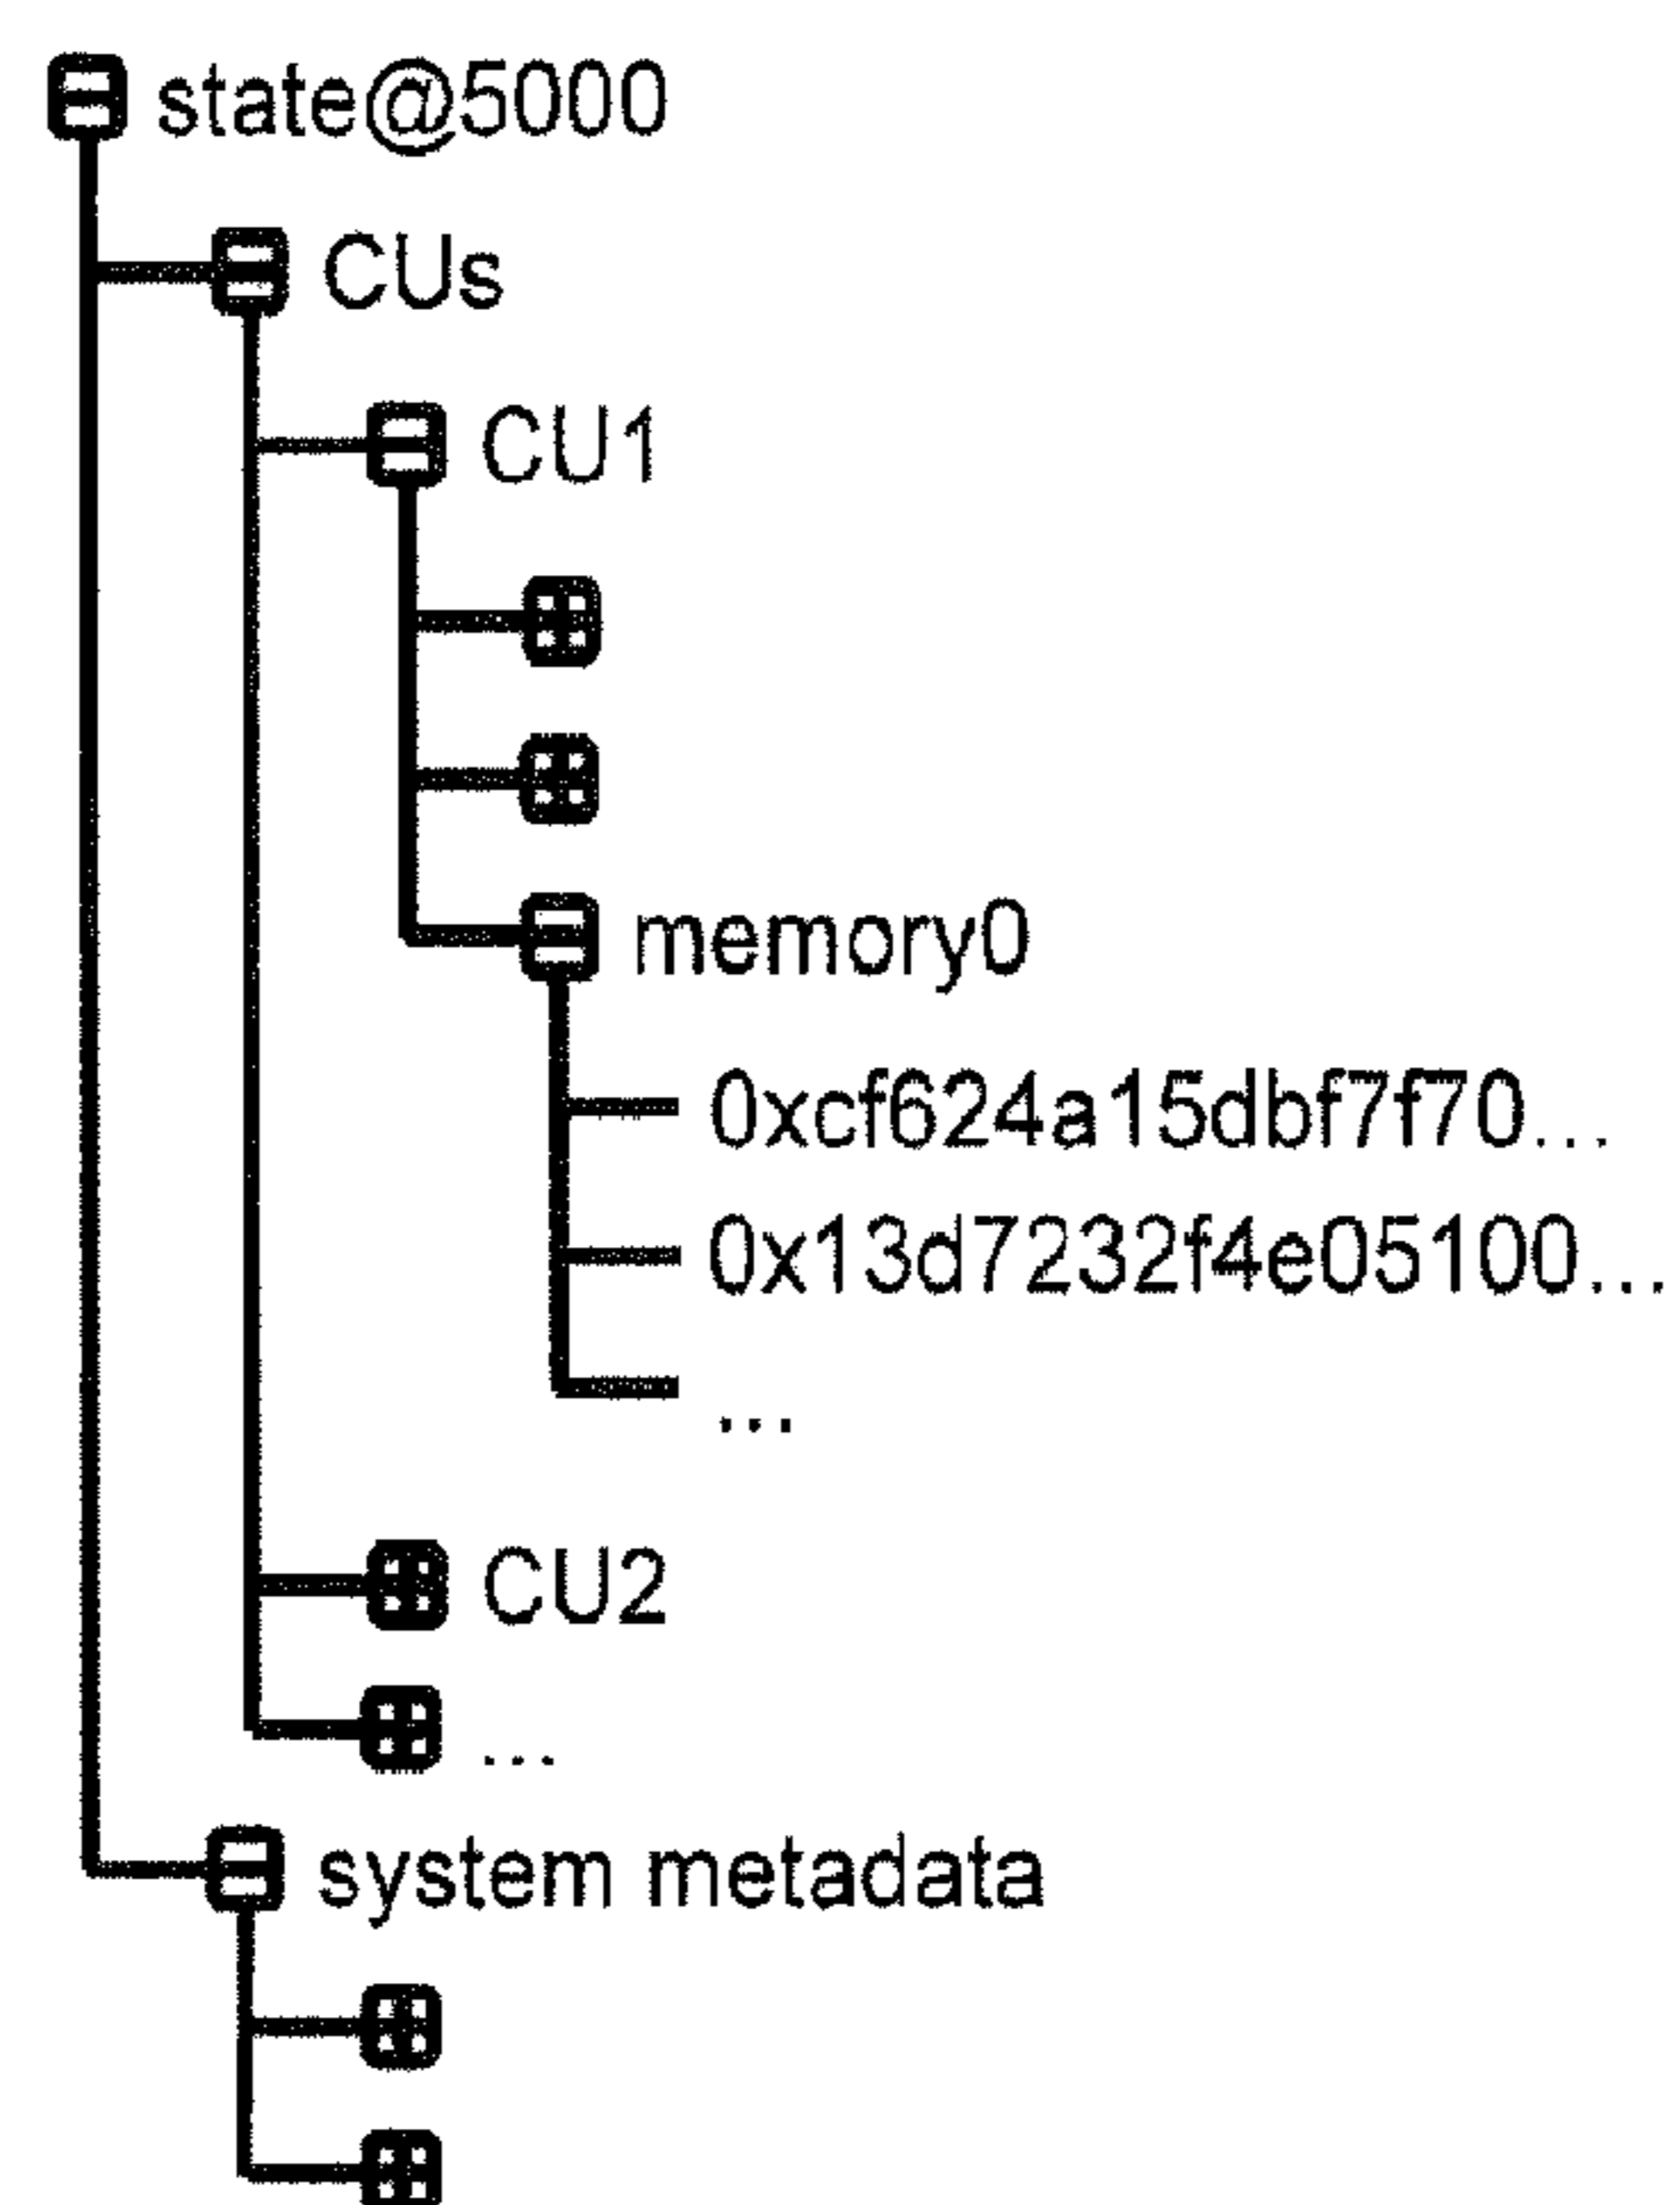 state@5000
CUs
CU1
memory0
0xcf624a15dbf7f70...
0x13d7232f4e05100...
...
CU2
...
system metadata